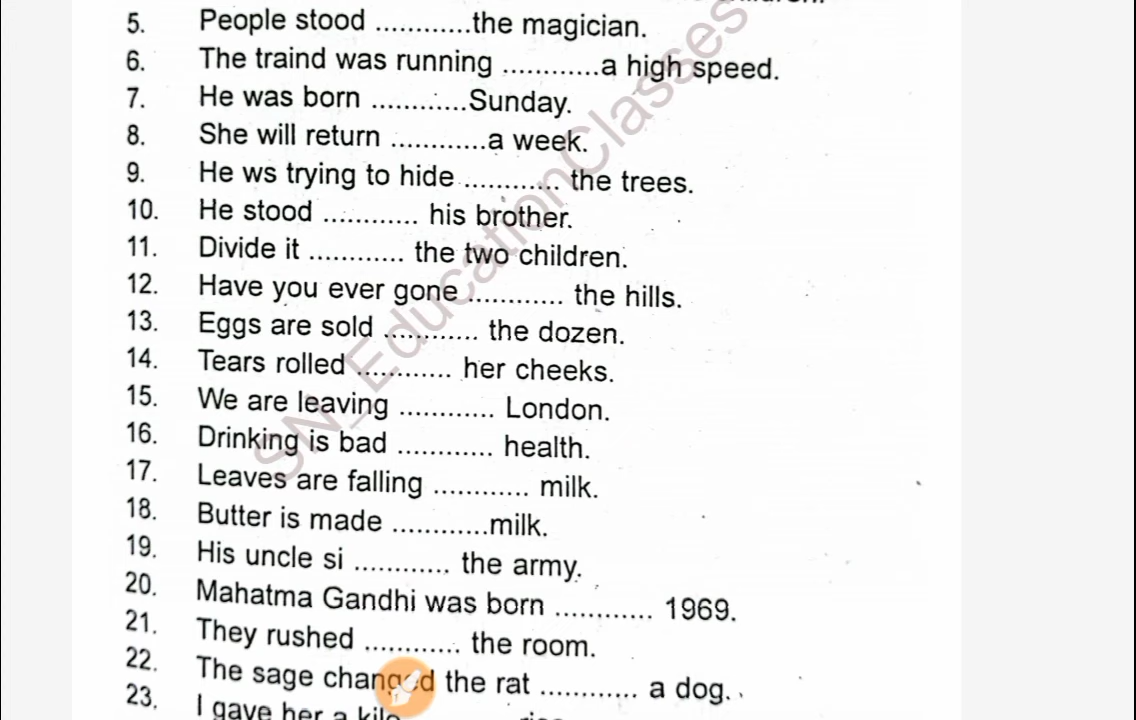 5. People stood ............the magician.
6. The traind was running ............a high speed.
7. He was born ............Sunday.
8. She will return ............a week.
9. He ws trying to hide ............ the trees.
10. He stood ............ his brother.
11. Divide it ............ the two children.
12. Have you ever gone ............ the hills.
13. Eggs are sold ............ the dozen.
14. Tears rolled ............ her cheeks.
15. We are leaving ............ London.
16. Drinking is bad ............ health.
17. Leaves are falling ............ milk.
18. Butter is made ............milk.
19. His uncle si ............ the army.
20. Mahatma Gandhi was born ............ 1969.
21. They rushed ............ the room.
22. The sage changed the rat ............ a dog.
23. I gave her a kilo
SN_EducationClasses